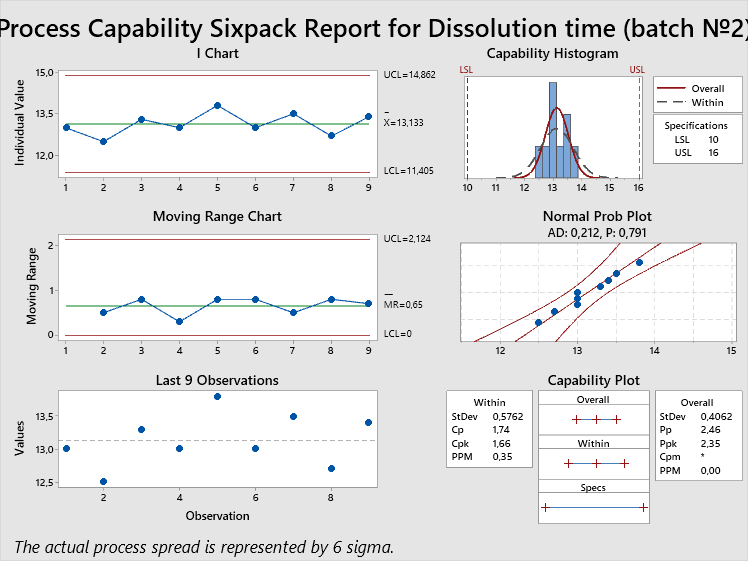 Process Capability Sixpack Report for Dissolution time (batch №2)
I Chart
Individual Value
15,0
13,5
12,0
1 2 3 4 5 6 7 8 9
UCL=14,862
_
X=13,133
LCL=11,405
Capability Histogram
LSL USL
10 11 12 13 14 15 16
Overall
Within
Specifications
LSL 10
USL 16
Moving Range Chart
Moving Range
2
1
0
1 2 3 4 5 6 7 8 9
UCL=2,124
__
MR=0,65
LCL=0
Normal Prob Plot
AD: 0,212, P: 0,791
12 13 14 15
Last 9 Observations
Values
13,5
13,0
12,5
2 4 6 8
Observation
Capability Plot
Within
StDev 0,5762
Cp 1,74
Cpk 1,66
PPM 0,35
Overall
Within
Specs
Overall
StDev 0,4062
Pp 2,46
Ppk 2,35
Cpm *
PPM 0,00
The actual process spread is represented by 6 sigma.